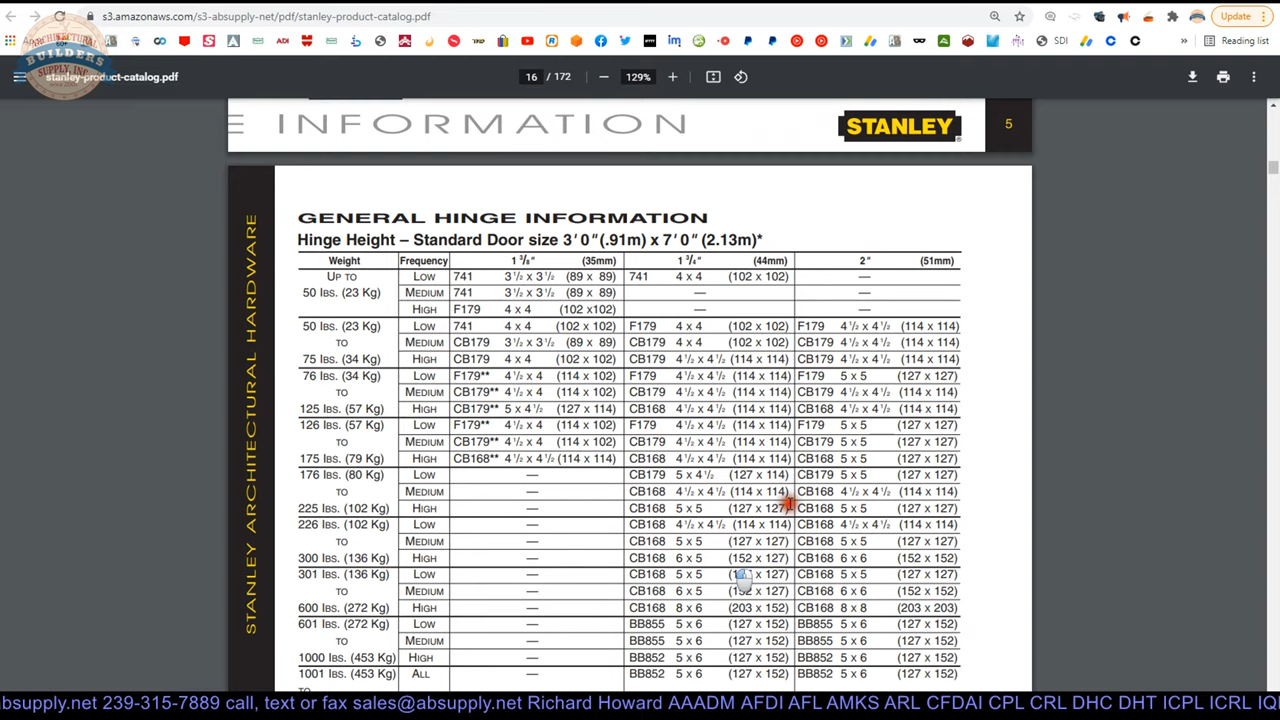 s3.amazonaws.com/s3-absupply-net/pdf/stanley-product-catalog.pdf
Update
SDI
Reading list
ARCHITECTURAL
BUILDERS
SUPPLY, INC
stanley-product-catalog.pdf
16 / 172
129%
E INFORMATION
STANLEY
5
STANLEY ARCHITECTURAL HARDWARE
GENERAL HINGE INFORMATION
Hinge Height – Standard Door size 3'0"(.91m) x 7'0"(2.13m)*
Weight Frequency 1 3/8" (35mm) 1 3/4" (44mm) 2" (51mm)
UP TO LOW 741 3 1/2 x 3 1/2 (89 x 89) 741 4 x 4 (102 x 102) —
50 LBS. (23 Kg) MEDIUM 741 3 1/2 x 3 1/2 (89 x 89) — —
HIGH F179 4 x 4 (102 x102) — —
50 LBS. (23 Kg) LOW 741 4 x 4 (102 x 102) F179 4 x 4 (102 x 102) F179 4 1/2 x 4 1/2 (114 x 114)
TO MEDIUM CB179 3 1/2 x 3 1/2 (89 x 89) CB179 4 x 4 (102 x 102) CB179 4 1/2 x 4 1/2 (114 x 114)
75 LBS. (34 Kg) HIGH CB179 4 x 4 (102 x 102) CB179 4 1/2 x 4 1/2 (114 x 114) CB179 4 1/2 x 4 1/2 (114 x 114)
76 LBS. (34 Kg) LOW F179** 4 1/2 x 4 (114 x 102) F179 4 1/2 x 4 1/2 (114 x 114) F179 5 x 5 (127 x 127)
TO MEDIUM CB179** 4 1/2 x 4 (114 x 102) CB179 4 1/2 x 4 1/2 (114 x 114) CB179 4 1/2 x 4 1/2 (114 x 114)
125 LBS. (57 Kg) HIGH CB179** 5 x 4 1/2 (127 x 114) CB168 4 1/2 x 4 1/2 (114 x 114) CB168 4 1/2 x 4 1/2 (114 x 114)
126 LBS. (57 Kg) LOW F179** 4 1/2 x 4 (114 x 102) F179 4 1/2 x 4 1/2 (114 x 114) F179 5 x 5 (127 x 127)
TO MEDIUM CB179** 4 1/2 x 4 (114 x 102) CB179 4 1/2 x 4 1/2 (114 x 114) CB179 5 x 5 (127 x 127)
175 LBS. (79 Kg) HIGH CB168** 4 1/2 x 4 1/2 (114 x 114) CB168 4 1/2 x 4 1/2 (114 x 114) CB168 5 x 5 (127 x 127)
176 LBS. (80 Kg) LOW — CB179 5 x 4 1/2 (127 x 114) CB179 5 x 5 (127 x 127)
TO MEDIUM — CB168 4 1/2 x 4 1/2 (114 x 114) CB168 4 1/2 x 4 1/2 (114 x 114)
225 LBS. (102 Kg) HIGH — CB168 5 x 5 (127 x 127) CB168 5 x 5 (127 x 127)
226 LBS. (102 Kg) LOW — CB168 4 1/2 x 4 1/2 (114 x 114) CB168 4 1/2 x 4 1/2 (114 x 114)
TO MEDIUM — CB168 5 x 5 (127 x 127) CB168 5 x 5 (127 x 127)
300 LBS. (136 Kg) HIGH — CB168 6 x 5 (152 x 127) CB168 6 x 6 (152 x 152)
301 LBS. (136 Kg) LOW — CB168 5 x 5 x 127) CB168 5 x 5 (127 x 127)
TO MEDIUM — CB168 6 x 5 (152 x 127) CB168 6 x 6 (152 x 152)
600 LBS. (272 Kg) HIGH — CB168 8 x 6 (203 x 152) CB168 8 x 8 (203 x 203)
601 LBS. (272 Kg) LOW — BB855 5 x 6 (127 x 152) BB855 5 x 6 (127 x 152)
TO MEDIUM — BB855 5 x 6 (127 x 152) BB855 5 x 6 (127 x 152)
1000 LBS. (453 Kg) HIGH — BB852 5 x 6 (127 x 152) BB852 5 x 6 (127 x 152)
1001 LBS. (453 Kg) ALL — BB852 5 x 6 (127 x 152) BB852 5 x 6 (127 x 152)
absupply.net 239-315-7889 call, text or fax sales@absupply.net Richard Howard AAADM AFDI AFL AMKS ARL CFDAI CPL CRL DHC DHT ICPL ICRL IQ